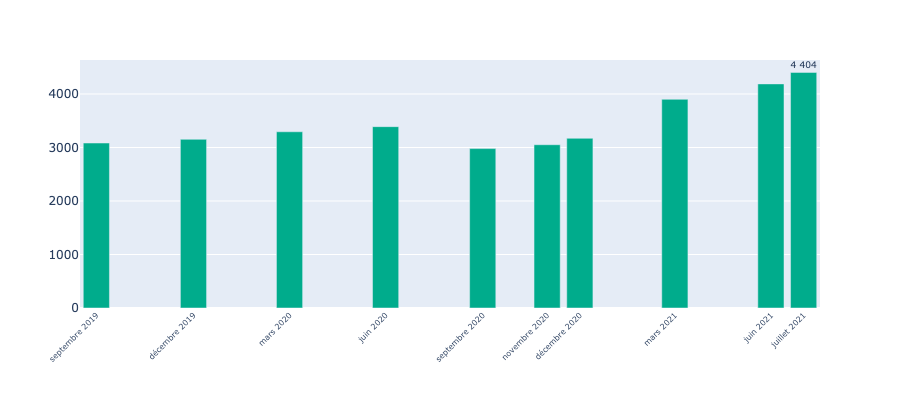 4 404
4000
3000
2000
1000
0
septembre 2019
décembre 2019
mars 2020
juin 2020
septembre 2020
novembre 2020
décembre 2020
mars 2021
juin 2021
juillet 2021